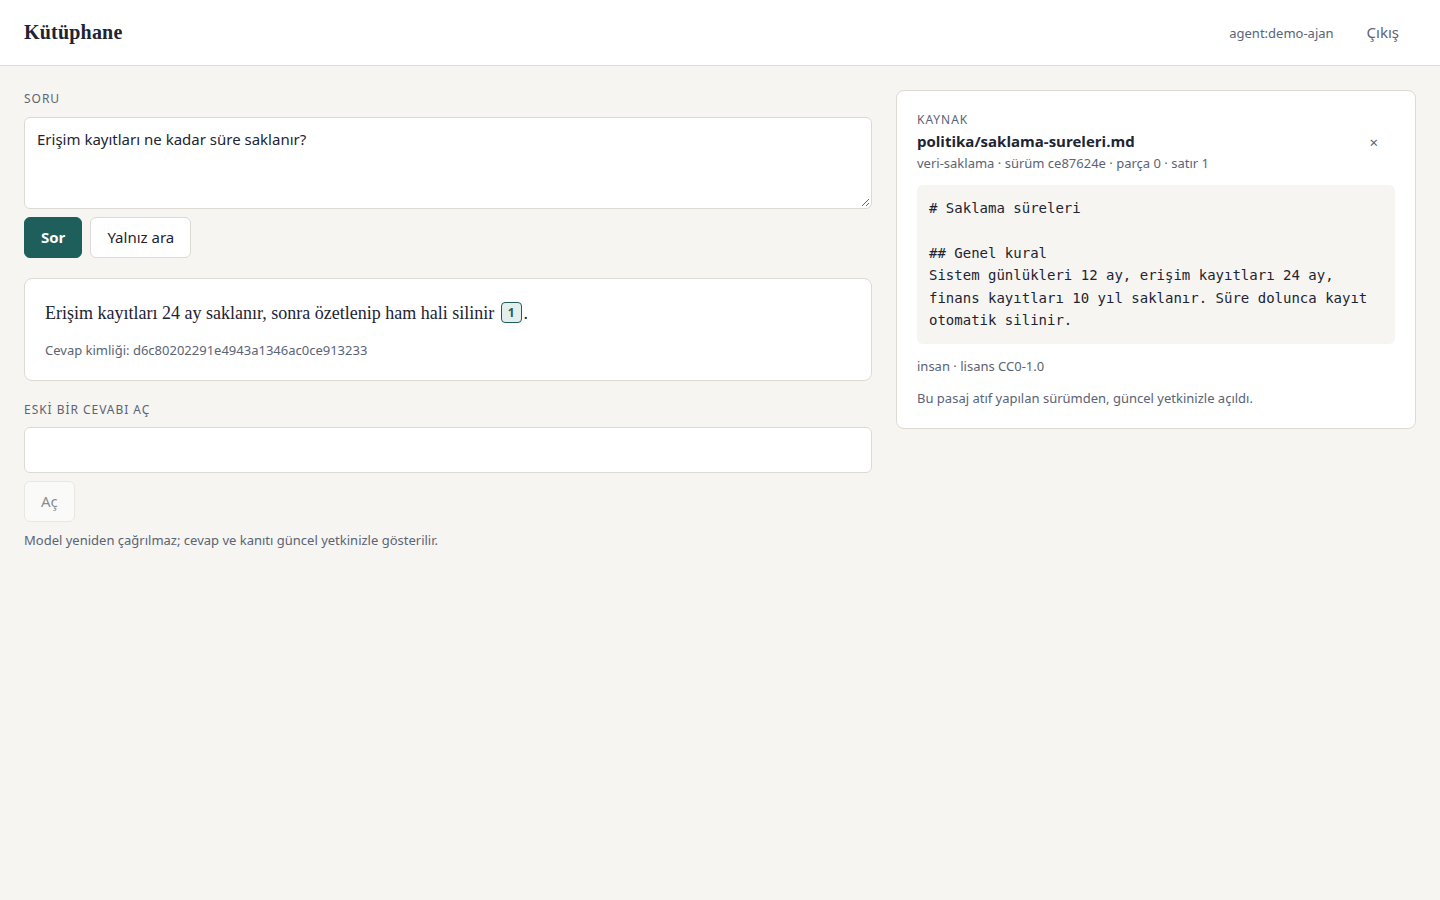 Kütüphane
agent:demo-ajan
Çıkış
SORU
Erişim kayıtları ne kadar süre saklanır?
Sor
Yalnız ara
Erişim kayıtları 24 ay saklanır, sonra özetlenip ham hali silinir 1.
Cevap kimliği: d6c80202291e4943a1346ac0ce913233
ESKİ BİR CEVABI AÇ
Aç
Model yeniden çağrılmaz; cevap ve kanıtı güncel yetkinizle gösterilir.
KAYNAK
politika/saklama-sureleri.md
×
veri-saklama · sürüm ce87624e · parça 0 · satır 1
# Saklama süreleri
## Genel kural
Sistem günlükleri 12 ay, erişim kayıtları 24 ay,
finans kayıtları 10 yıl saklanır. Süre dolunca kayıt
otomatik silinir.
insan · lisans CC0-1.0
Bu pasaj atıf yapılan sürümden, güncel yetkinizle açıldı.